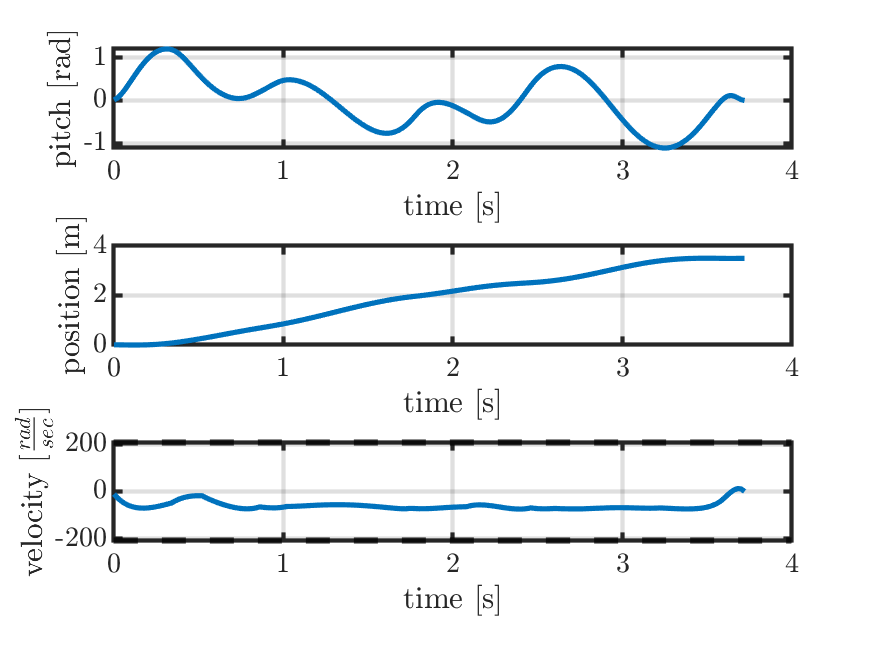 pitch [rad]
1
0
-1
0 1 2 3 4
time [s]
position [m]
4
2
0
0 1 2 3 4
time [s]
velocity [rad/sec]
200
0
-200
0 1 2 3 4
time [s]